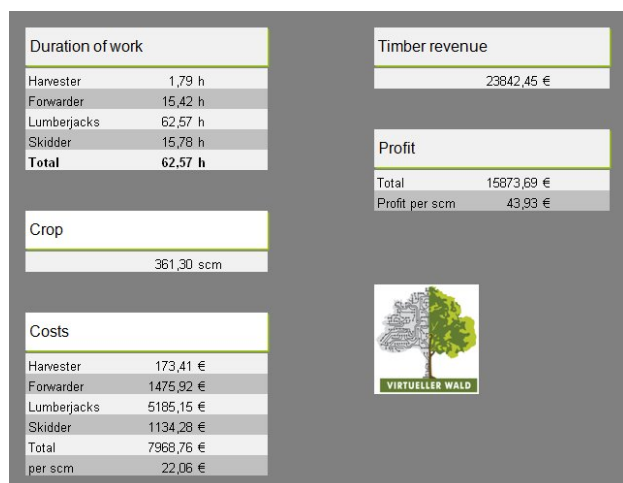 Duration of work
Harvester 1,79 h
Forwarder 15,42 h
Lumberjacks 62,57 h
Skidder 15,78 h
Total 62,57 h
Crop
361,30 scm
Costs
Harvester 173,41 €
Forwarder 1475,92 €
Lumberjacks 5185,15 €
Skidder 1134,28 €
Total 7968,76 €
per scm 22,06 €
Timber revenue
23842,45 €
Profit
Total 15873,69 €
Profit per scm 43,93 €
VIRTUELLER WALD